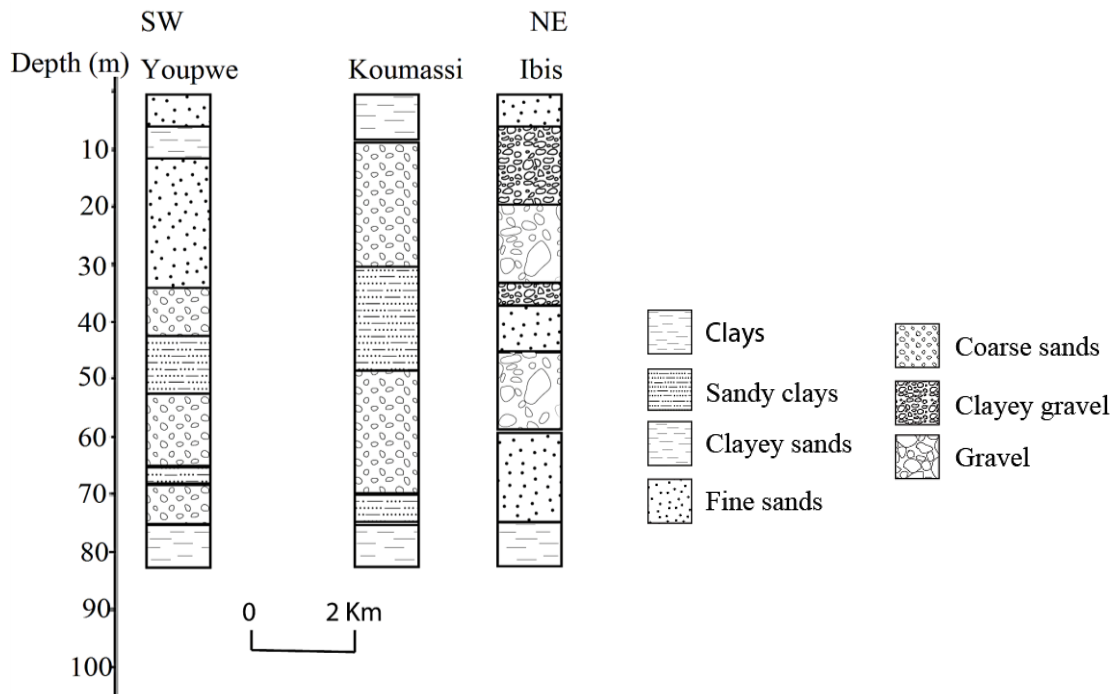 SW NE
Depth (m) Youpwe Koumassi Ibis
10
20
30
40
50
60
70
80
90
100
0 2 Km
Clays
Sandy clays
Clayey sands
Fine sands
Coarse sands
Clayey gravel
Gravel